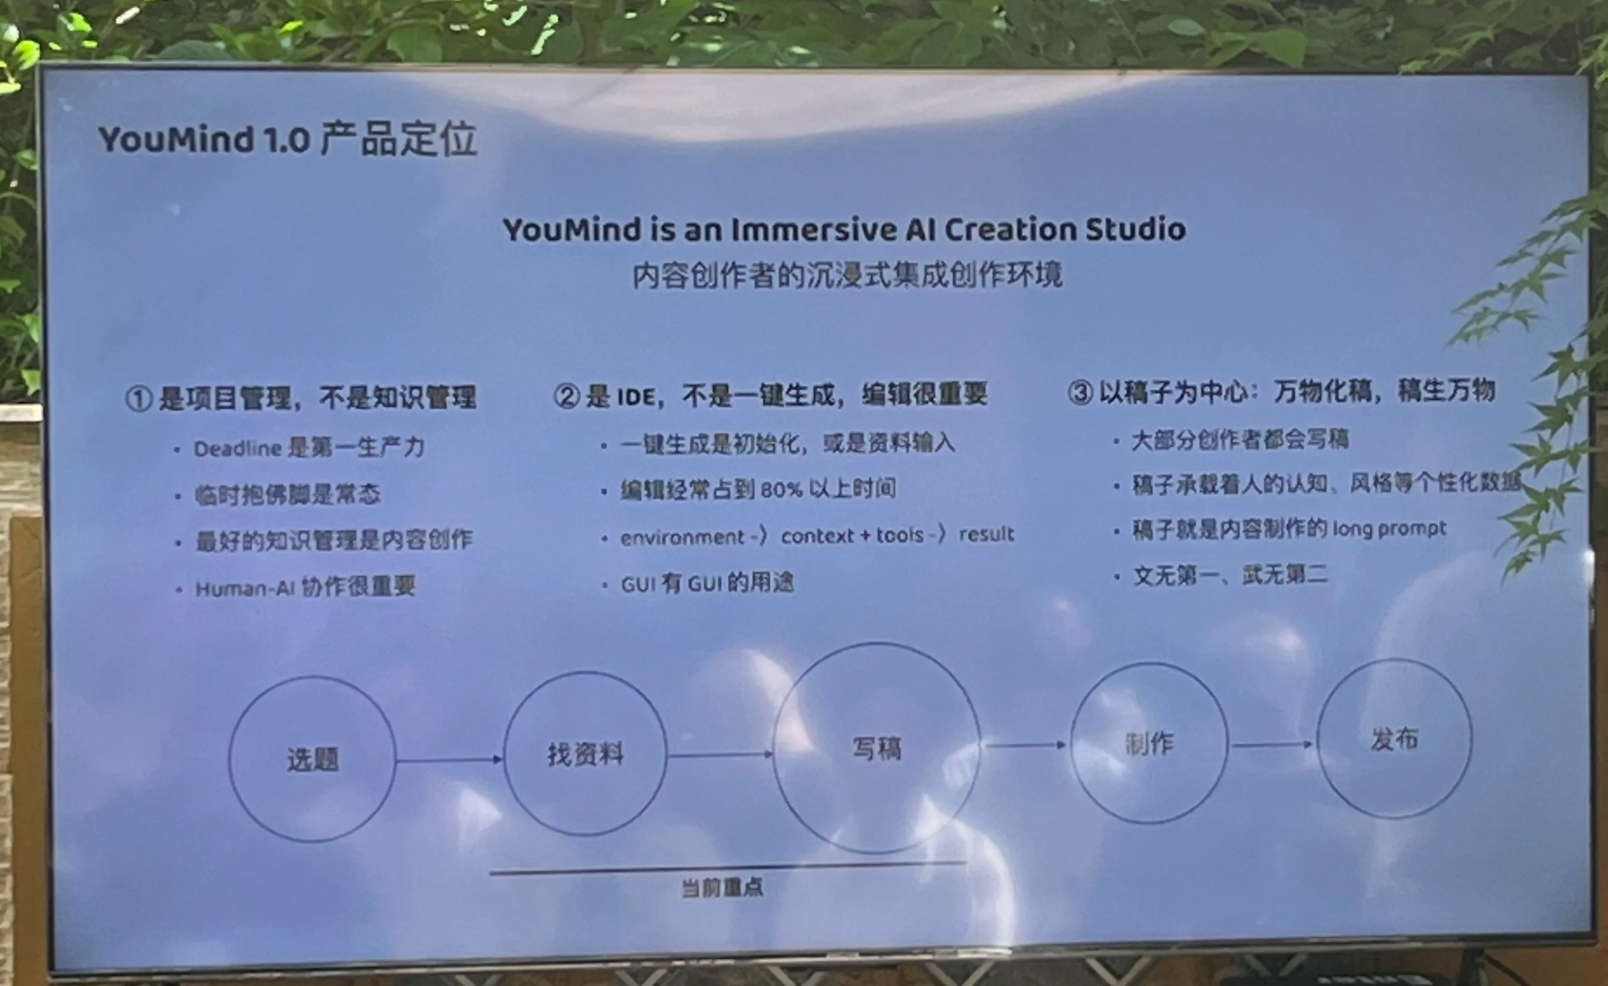 YouMind 1.0 产品定位
YouMind is an Immersive AI Creation Studio
内容创作者的沉浸式集成创作环境
① 是项目管理，不是知识管理
• Deadline 是第一生产力
• 临时抱佛脚是常态
• 最好的知识管理是内容创作
• Human-AI 协作很重要
② 是 IDE，不是一键生成，编辑很重要
• 一键生成是初始化，或是资料输入
• 编辑经常占到 80% 以上时间
• environment -〉 context + tools -〉 result
• GUI 有 GUI 的用途
③ 以稿子为中心：万物化稿，稿生万物
• 大部分创作者都会写稿
• 稿子承载着人的认知、风格等个性化数据
• 稿子就是内容制作的 long prompt
• 文无第一、武无第二
选题
找资料
写稿
制作
发布
当前重点